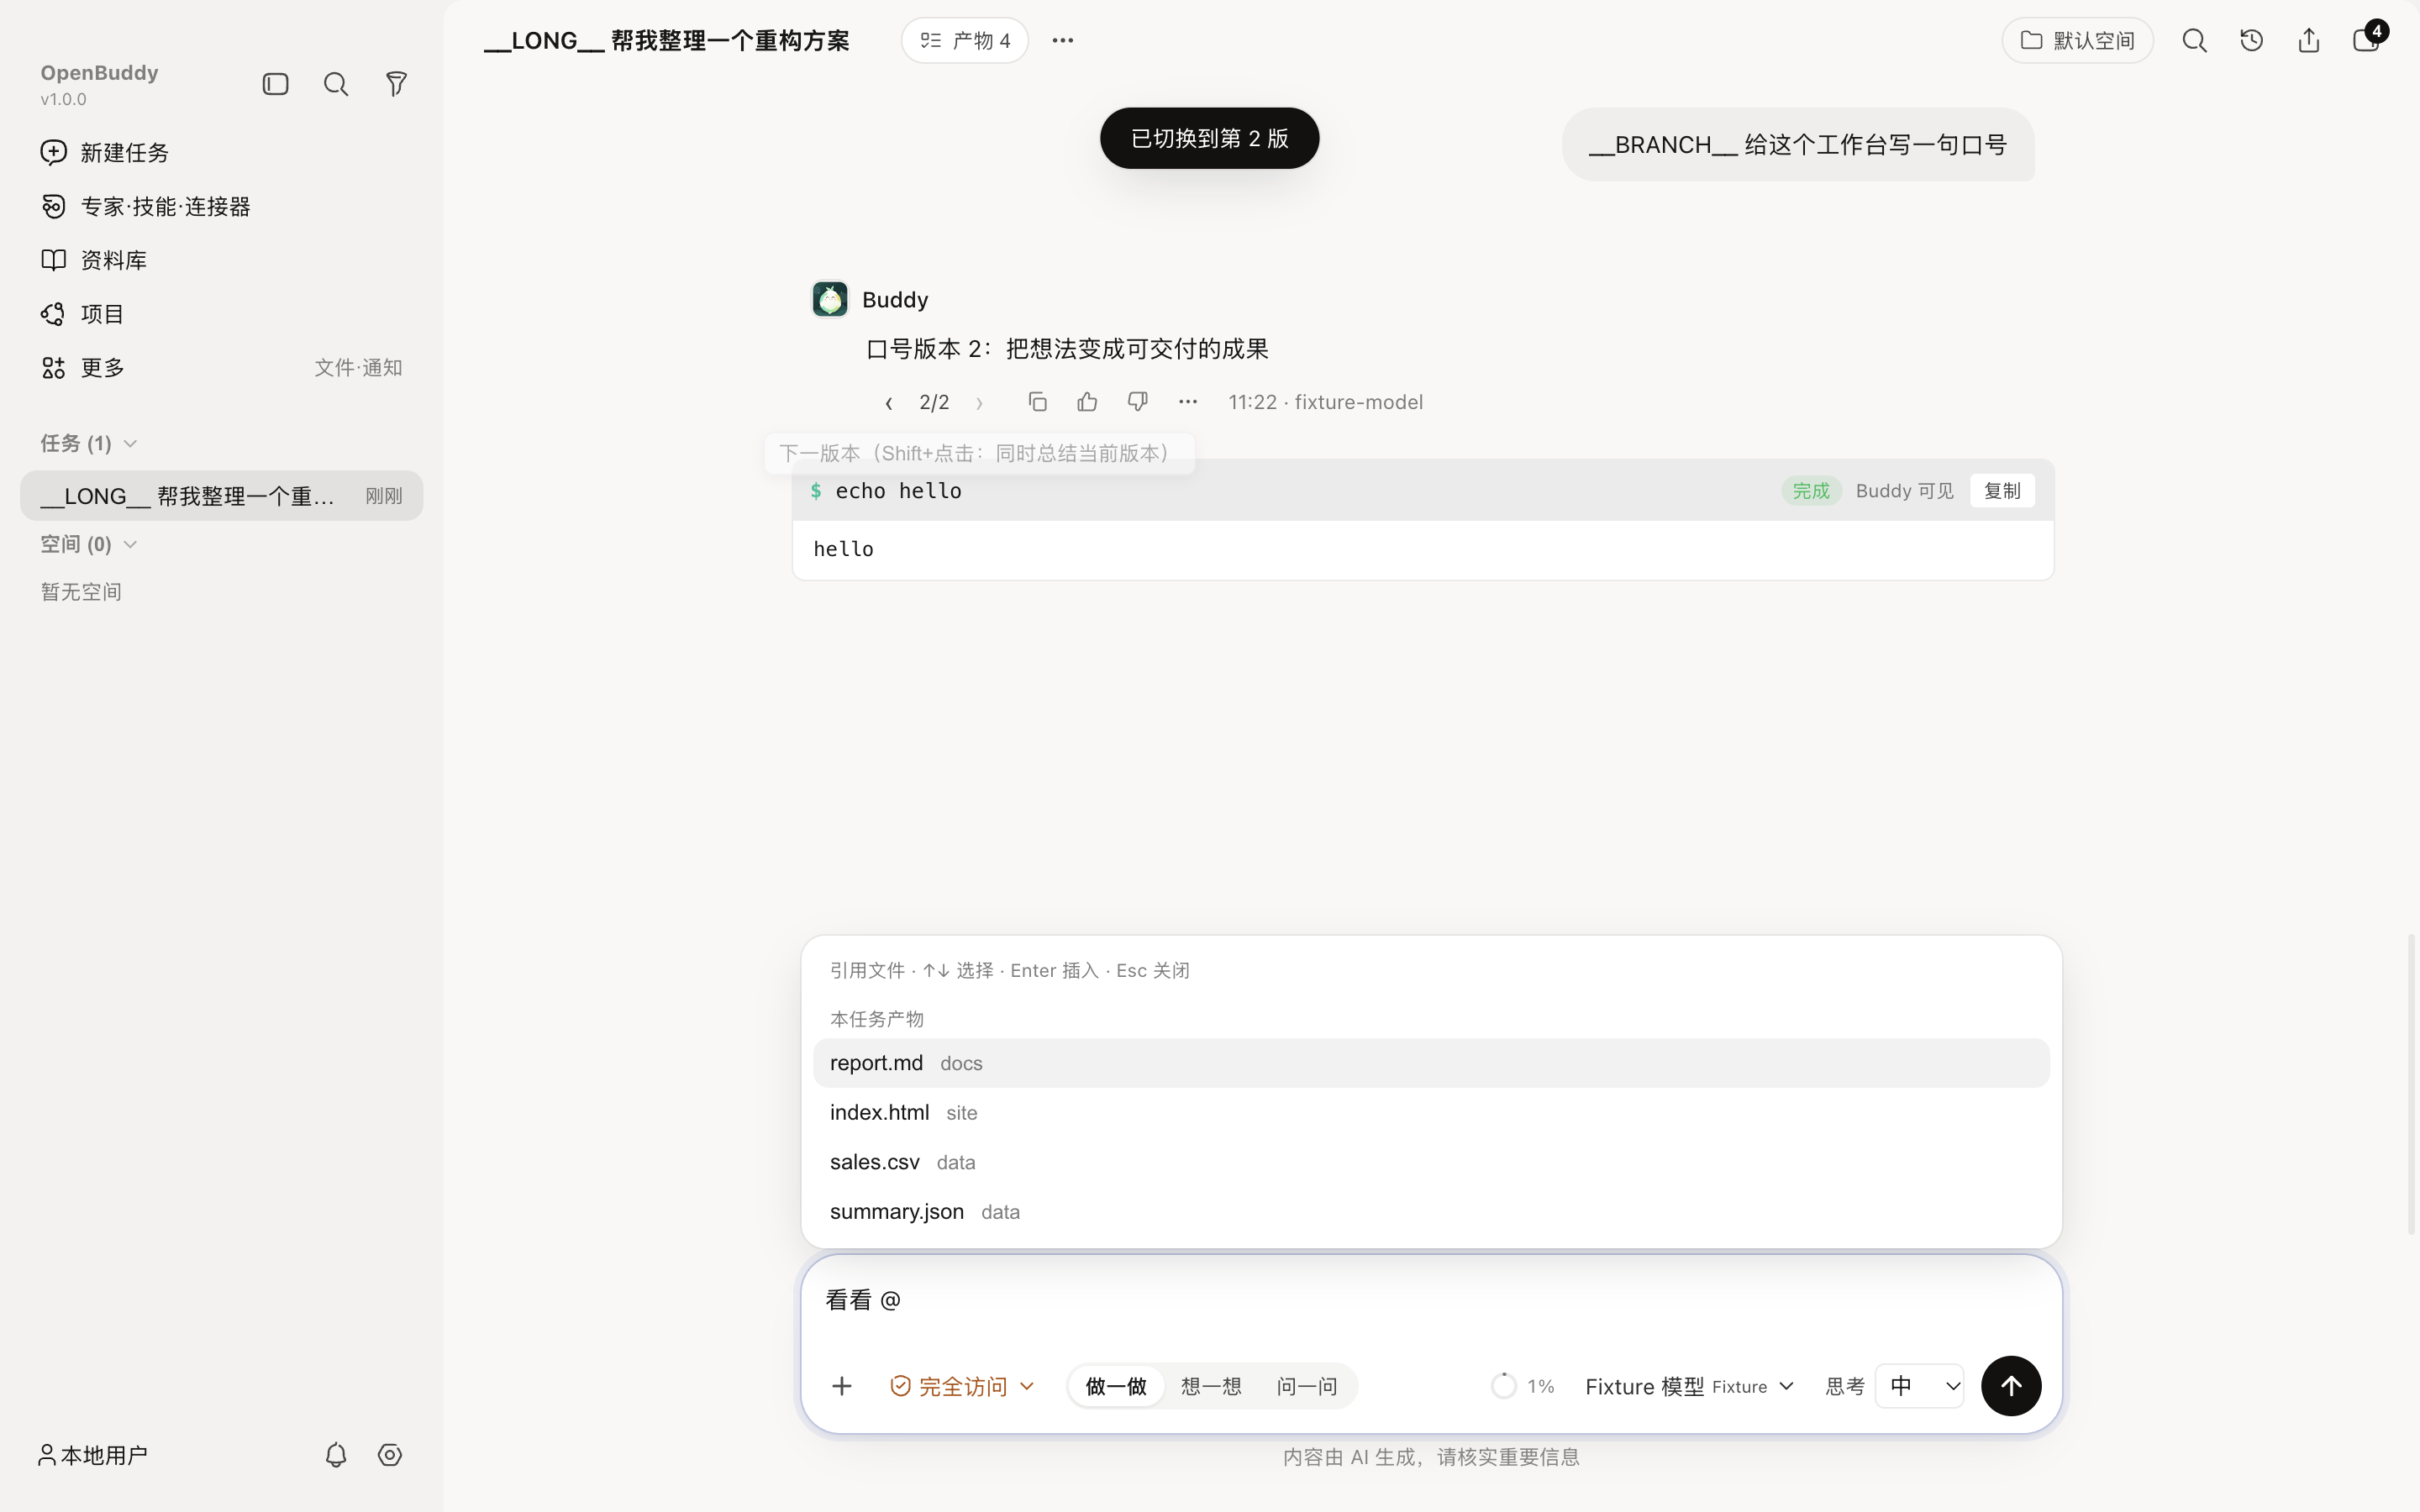 OpenBuddy
v1.0.0
新建任务
专家·技能·连接器
资料库
项目
更多 文件·通知
任务 (1)
__LONG__ 帮我整理一个重… 刚刚
空间 (0)
暂无空间
本地用户
__LONG__ 帮我整理一个重构方案 产物 4
默认空间 4
已切换到第 2 版
__BRANCH__ 给这个工作台写一句口号
Buddy
口号版本 2：把想法变成可交付的成果
2/2 11:22 · fixture-model
下一版本（Shift+点击：同时总结当前版本）
$ echo hello 完成 Buddy 可见 复制
hello
引用文件 · ↑↓ 选择 · Enter 插入 · Esc 关闭
本任务产物
report.md docs
index.html site
sales.csv data
summary.json data
看看 @
完全访问 做一做 想一想 问一问 1% Fixture 模型 Fixture 思考 中
内容由 AI 生成，请核实重要信息